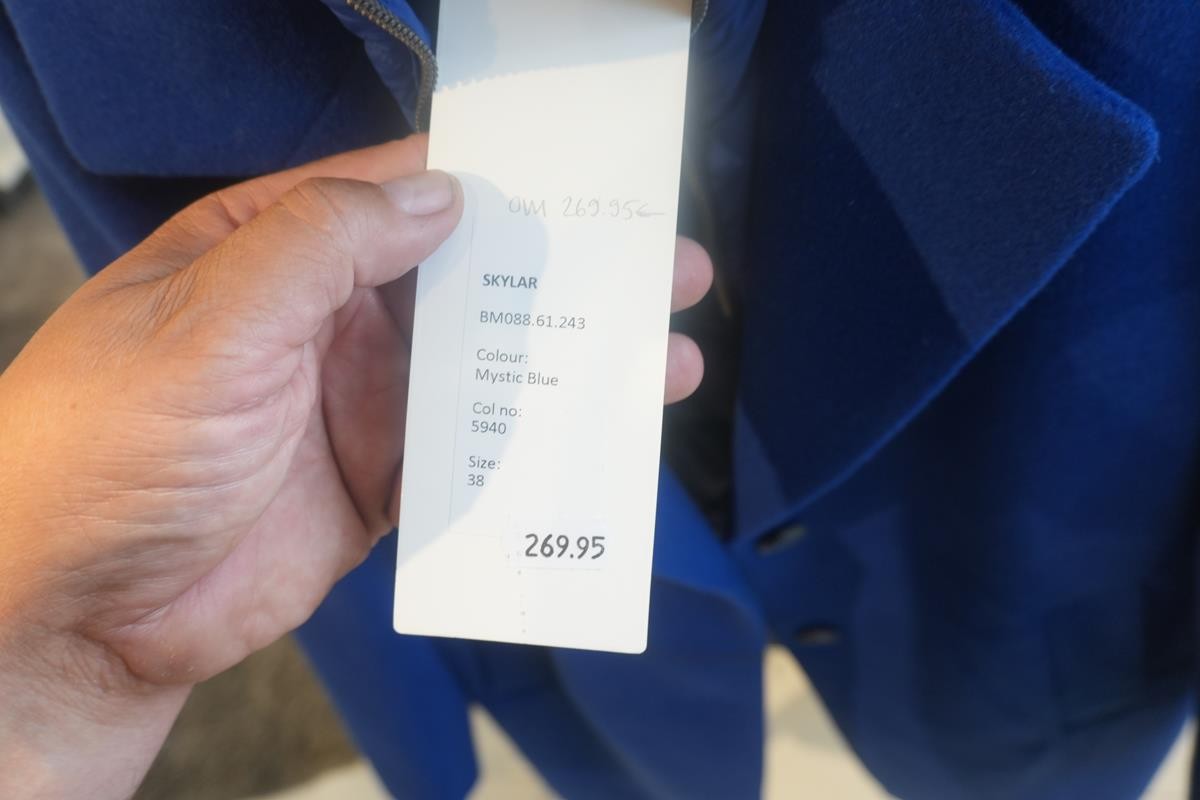 OM 269.95
SKYLAR
BM088.61.243
Colour:
Mystic Blue
Col no:
5940
Size:
38
269.95